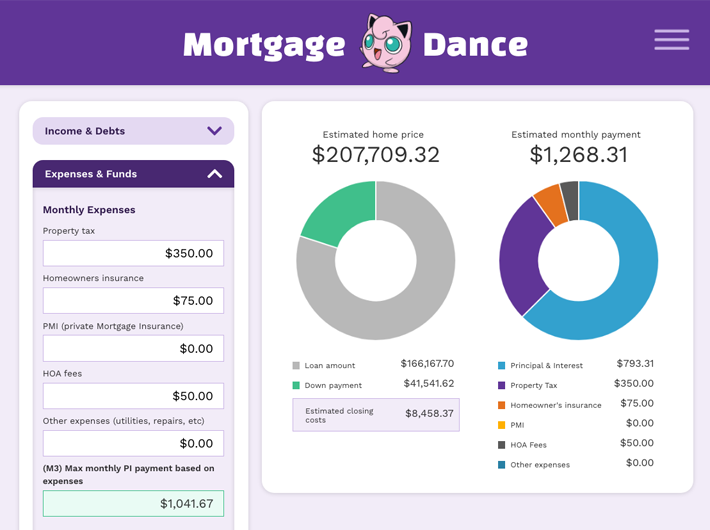 Mortgage Dance
Income & Debts
Expenses & Funds
Monthly Expenses
Property tax
$350.00
Homeowners insurance
$75.00
PMI (private Mortgage Insurance)
$0.00
HOA fees
$50.00
Other expenses (utilities, repairs, etc)
$0.00
(M3) Max monthly PI payment based on
expenses
$1,041.67
Estimated home price
$207,709.32
Loan amount $166,167.70
Down payment $41,541.62
Estimated closing
costs
$8,458.37
Estimated monthly payment
$1,268.31
Principal & Interest $793.31
Property Tax $350.00
Homeowner's insurance $75.00
PMI $0.00
HOA Fees $50.00
Other expenses $0.00